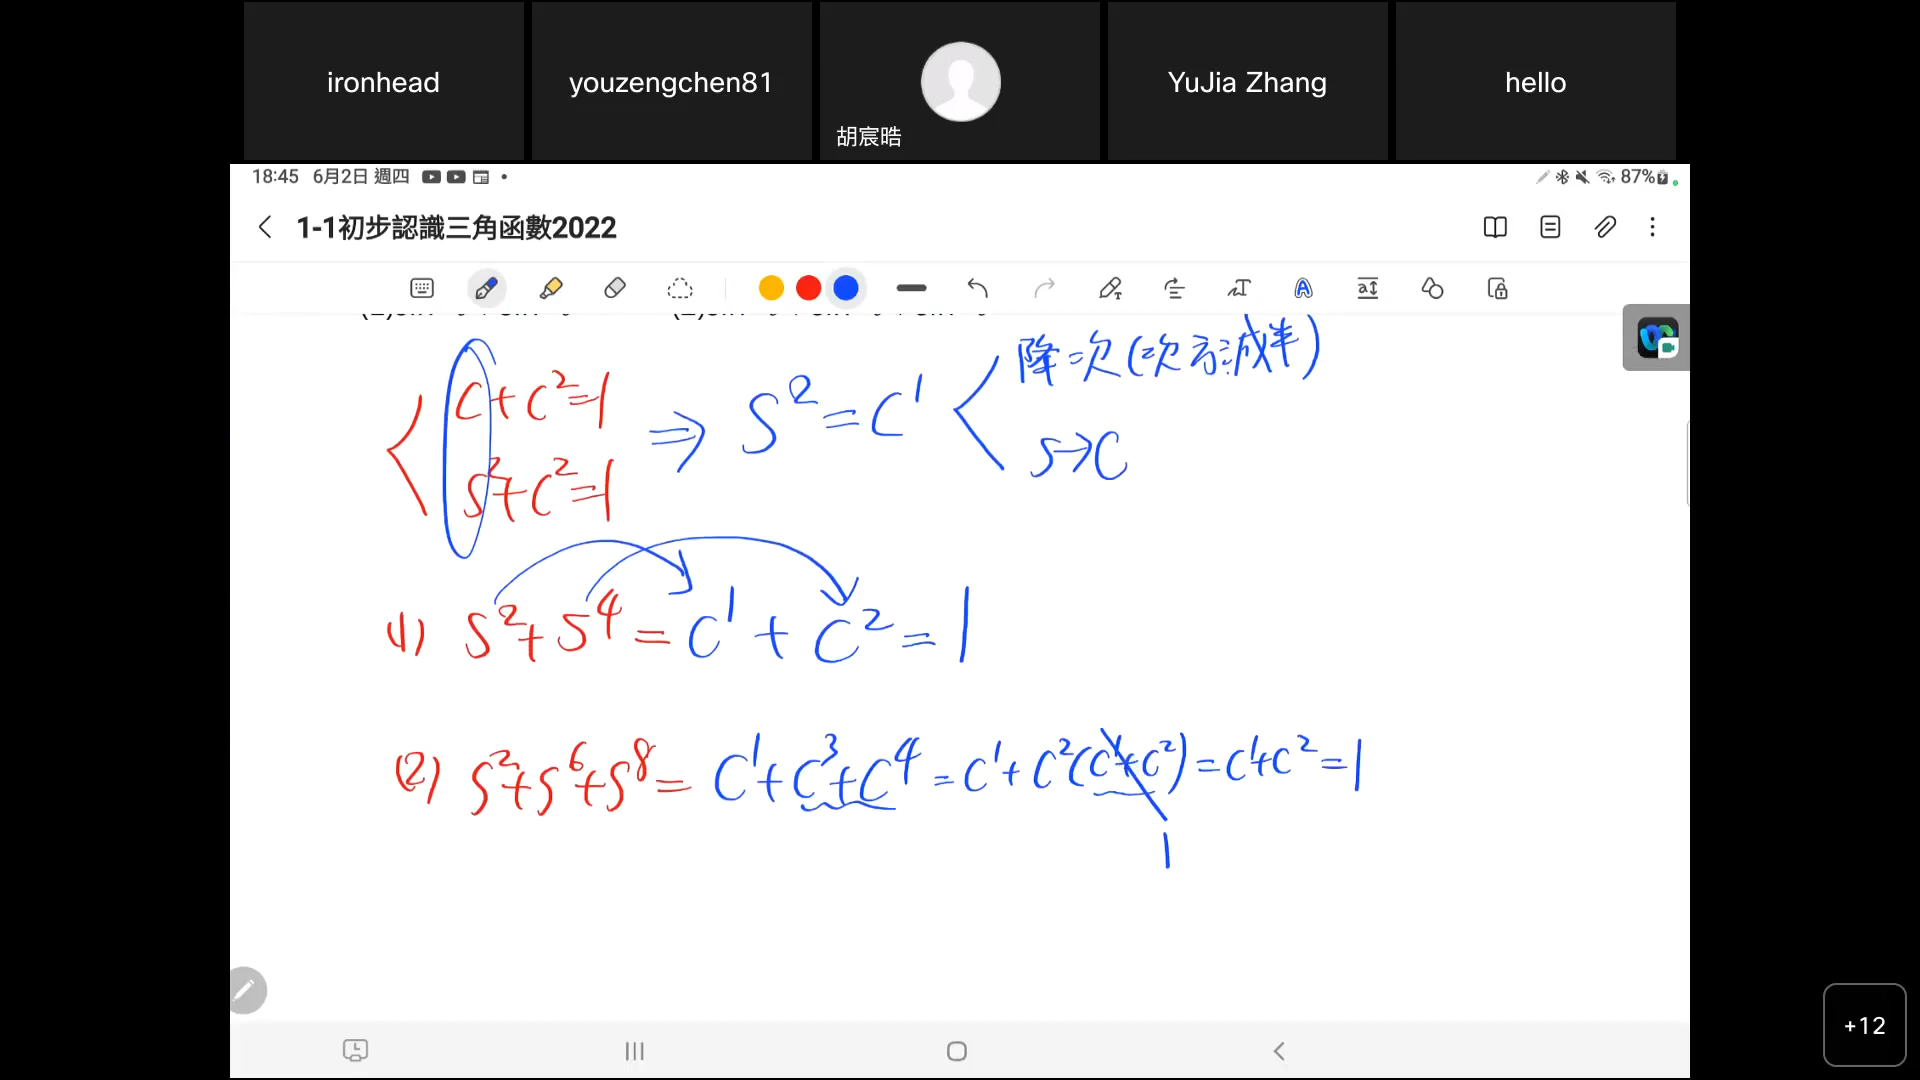 ironhead
youzengchen81
胡宸晧
YuJia Zhang
hello
18:45 6月2日 週四
87%
1-1初步認識三角函數2022
C+C²=1
S²+C²=1
⇒ S²=C¹
降次(次方減半)
S→C
(1) S²+S⁴=C¹+C²=1
(2) S²+S⁶+S⁸=C¹+C³+C⁴=C¹+C²(C¹+C²)=C¹+C²=1
1
+12